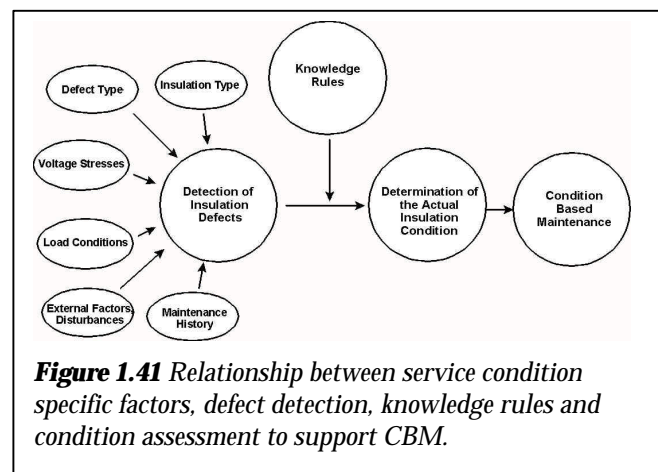 Knowledge
Rules
Insulation Type
Defect Type
Voltage Stresses
Detection of
Insulation
Defects
Determination of
the Actual
Insulation
Condition
Condition
Based
Maintenance
Load Conditions
External Factors,
Disturbances
Maintenance
History
Figure 1.41 Relationship between service condition
specific factors, defect detection, knowledge rules and
condition assessment to support CBM.